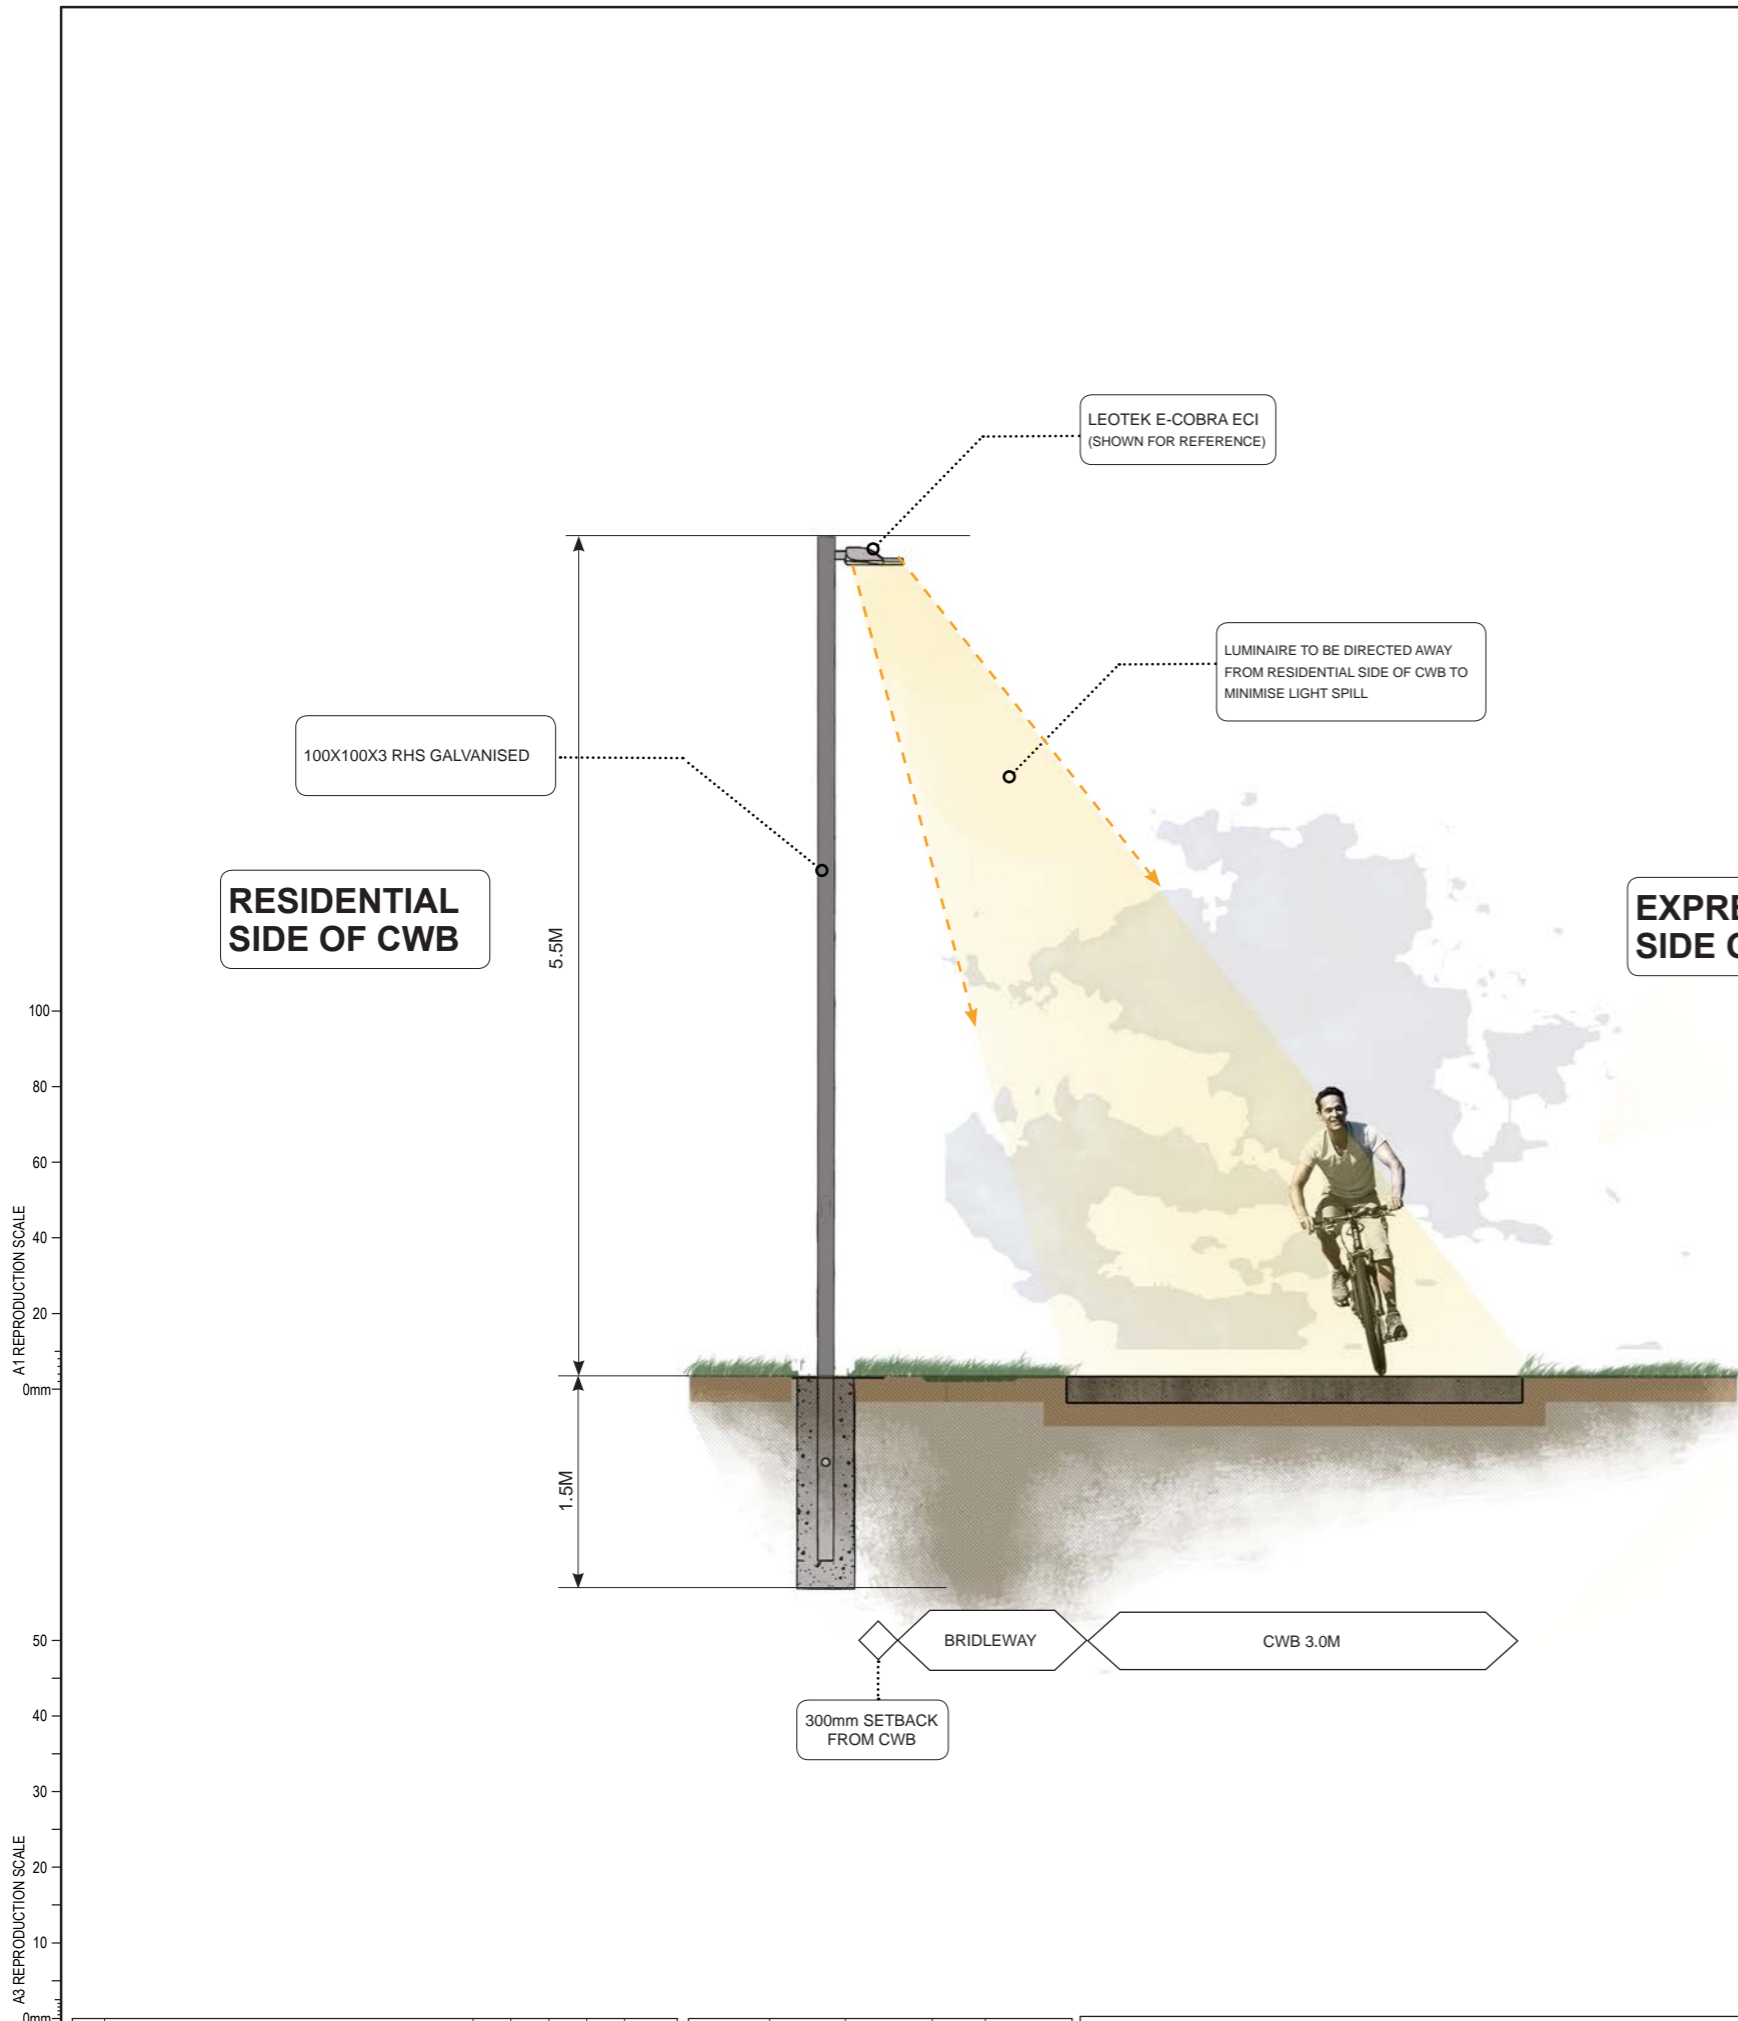 LEOTEK E-COBRA ECI
(SHOWN FOR REFERENCE)
LUMINAIRE TO BE DIRECTED AWAY
FROM RESIDENTIAL SIDE OF CWB TO
MINIMISE LIGHT SPILL
100X100X3 RHS GALVANISED
RESIDENTIAL
SIDE OF CWB
EXPRE
SIDE
5.5M
1.5M
A1 REPRODUCTION SCALE
100
80
60
40
20
0mm
BRIDLEWAY
CWB 3.0M
300mm SETBACK
FROM CWB
A3 REPRODUCTION SCALE
50
40
30
20
10
0mm